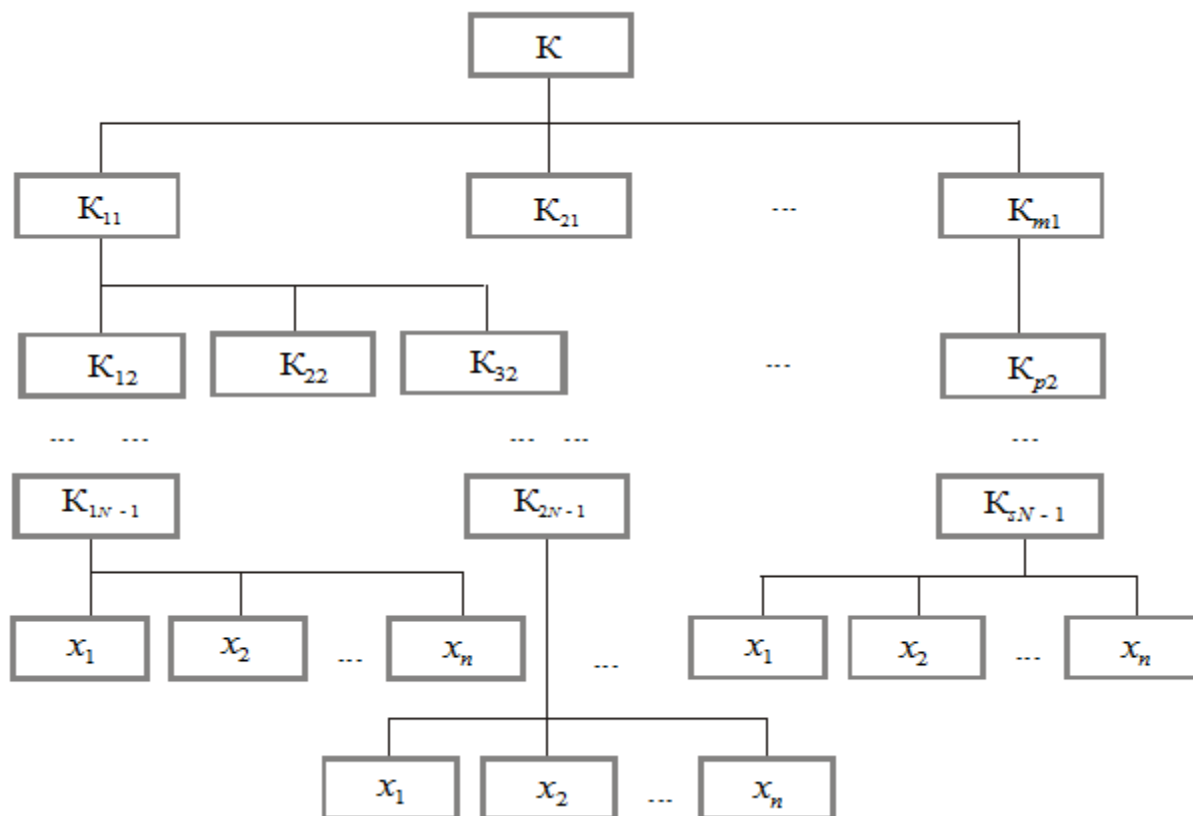 К
К₁₁ К₂₁ --- Кₘ₁
К₁₂ К₂₂ К₃₂ --- Кₚ₂
--- --- --- --- ---
К₁N - 1 К₂N - 1 КsN - 1
x₁ x₂ --- xₙ --- x₁ x₂ --- xₙ
x₁ x₂ --- xₙ